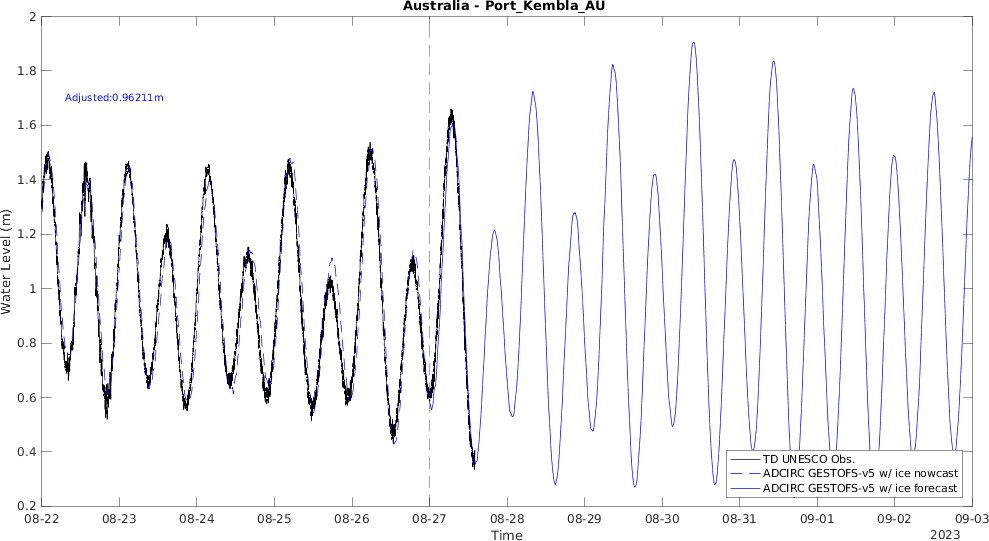 Australia - Port_Kembla_AU
2
1.8
Adjusted:0.96211m
1.6
1.4
1.2
1
0.8
0.6
0.4
0.2
Water Level (m)
TD UNESCO Obs.
ADCIRC GESTOFS-v5 w/ ice nowcast
ADCIRC GESTOFS-v5 w/ ice forecast
08-22 08-23 08-24 08-25 08-26 08-27 08-28 08-29 08-30 08-31 09-01 09-02 09-03
Time
2023